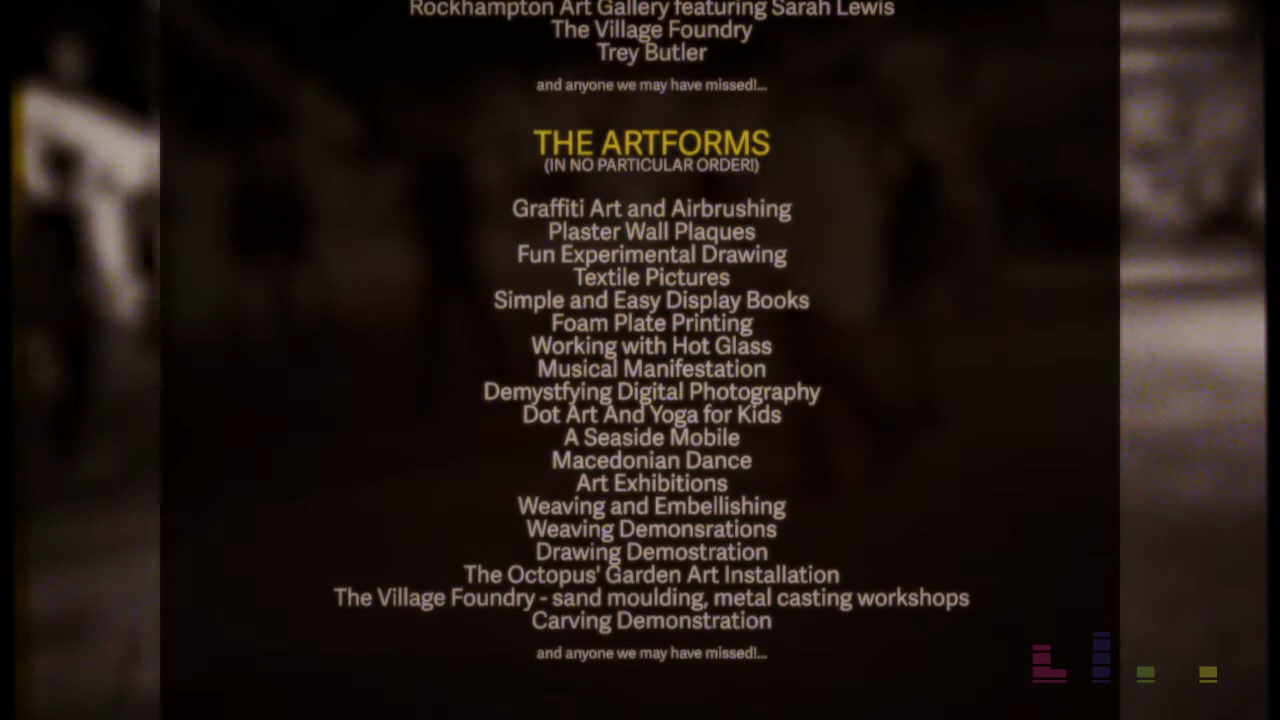 Rockhampton Art Gallery featuring Sarah Lewis
The Village Foundry
Trey Butler
and anyone we may have missed!...
THE ARTFORMS
(IN NO PARTICULAR ORDER!)
Graffiti Art and Airbrushing
Plaster Wall Plaques
Fun Experimental Drawing
Textile Pictures
Simple and Easy Display Books
Foam Plate Printing
Working with Hot Glass
Musical Manifestation
Demystfying Digital Photography
Dot Art And Yoga for Kids
A Seaside Mobile
Macedonian Dance
Art Exhibitions
Weaving and Embellishing
Weaving Demonsrations
Drawing Demostration
The Octopus' Garden Art Installation
The Village Foundry - sand moulding, metal casting workshops
Carving Demonstration
and anyone we may have missed!...